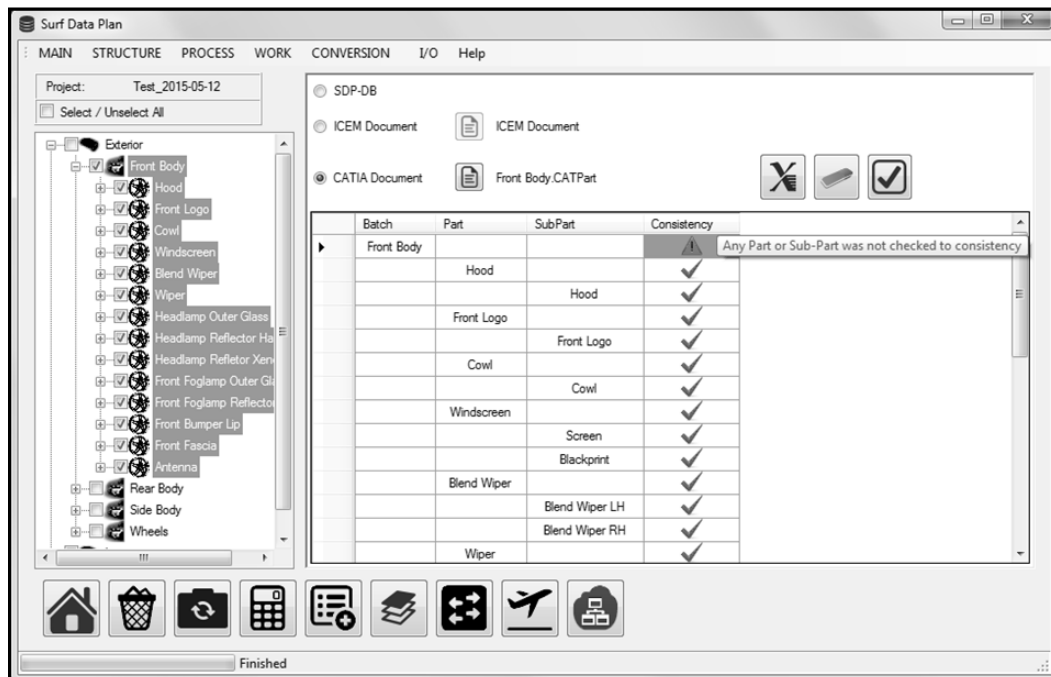 Surf Data Plan
MAIN STRUCTURE PROCESS WORK CONVERSION I/O Help
Project: Test_2015-05-12
Select / Unselect All
Exterior
Front Body
Hood
Front Logo
Cowl
Windscreen
Blend Wiper
Wiper
Headlamp Outer Glass
Headlamp Reflector Ha
Headlamp Refletor Xen
Front Foglamp Outer Gla
Front Foglamp Reflector
Front Bumper Lip
Front Fascia
Antenna
Rear Body
Side Body
Wheels
SDP-DB
ICEM Document ICEM Document
CATIA Document Front Body.CATPart
Batch Part SubPart Consistency
Front Body Any Part or Sub-Part was not checked to consistency
Hood
Hood
Front Logo
Front Logo
Cowl
Cowl
Windscreen
Screen
Blackprint
Blend Wiper
Blend Wiper LH
Blend Wiper RH
Wiper
Finished